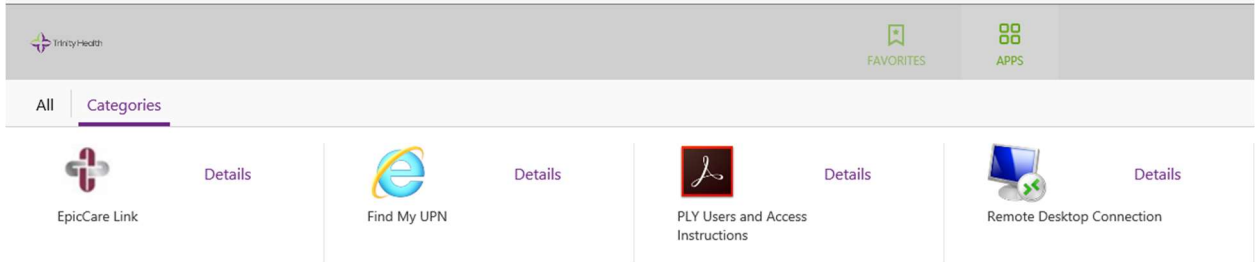 Trinity Health
FAVORITES
APPS
All
Categories
Details
Details
Details
Details
EpicCare Link
Find My UPN
PLY Users and Access
Instructions
Remote Desktop Connection